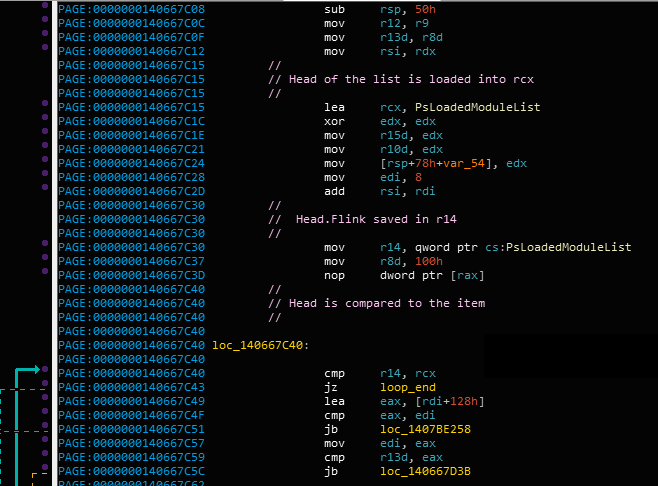 PAGE:0000000140667C08 sub rsp, 50h
PAGE:0000000140667C0C mov r12, r9
PAGE:0000000140667C0F mov r13d, r8d
PAGE:0000000140667C12 mov rsi, rdx
PAGE:0000000140667C15 //
PAGE:0000000140667C15 // Head of the list is loaded into rcx
PAGE:0000000140667C15 //
PAGE:0000000140667C15 lea rcx, PsLoadedModuleList
PAGE:0000000140667C1C xor edx, edx
PAGE:0000000140667C1E mov r15d, edx
PAGE:0000000140667C21 mov r10d, edx
PAGE:0000000140667C24 mov [rsp+78h+var_54], edx
PAGE:0000000140667C28 mov edi, 8
PAGE:0000000140667C2D add rsi, rdi
PAGE:0000000140667C30 //
PAGE:0000000140667C30 // Head.Flink saved in r14
PAGE:0000000140667C30 //
PAGE:0000000140667C30 mov r14, qword ptr cs:PsLoadedModuleList
PAGE:0000000140667C37 mov r8d, 100h
PAGE:0000000140667C3D nop dword ptr [rax]
PAGE:0000000140667C40 //
PAGE:0000000140667C40 // Head is compared to the item
PAGE:0000000140667C40 //
PAGE:0000000140667C40
PAGE:0000000140667C40 loc_140667C40:
PAGE:0000000140667C40
PAGE:0000000140667C40 cmp r14, rcx
PAGE:0000000140667C43 jz loop_end
PAGE:0000000140667C49 lea eax, [rdi+128h]
PAGE:0000000140667C4F cmp eax, edi
PAGE:0000000140667C51 jb loc_1407BE258
PAGE:0000000140667C57 mov edi, eax
PAGE:0000000140667C59 cmp r13d, eax
PAGE:0000000140667C5C jb loc_140667D3B
PAGE:0000000140667C62